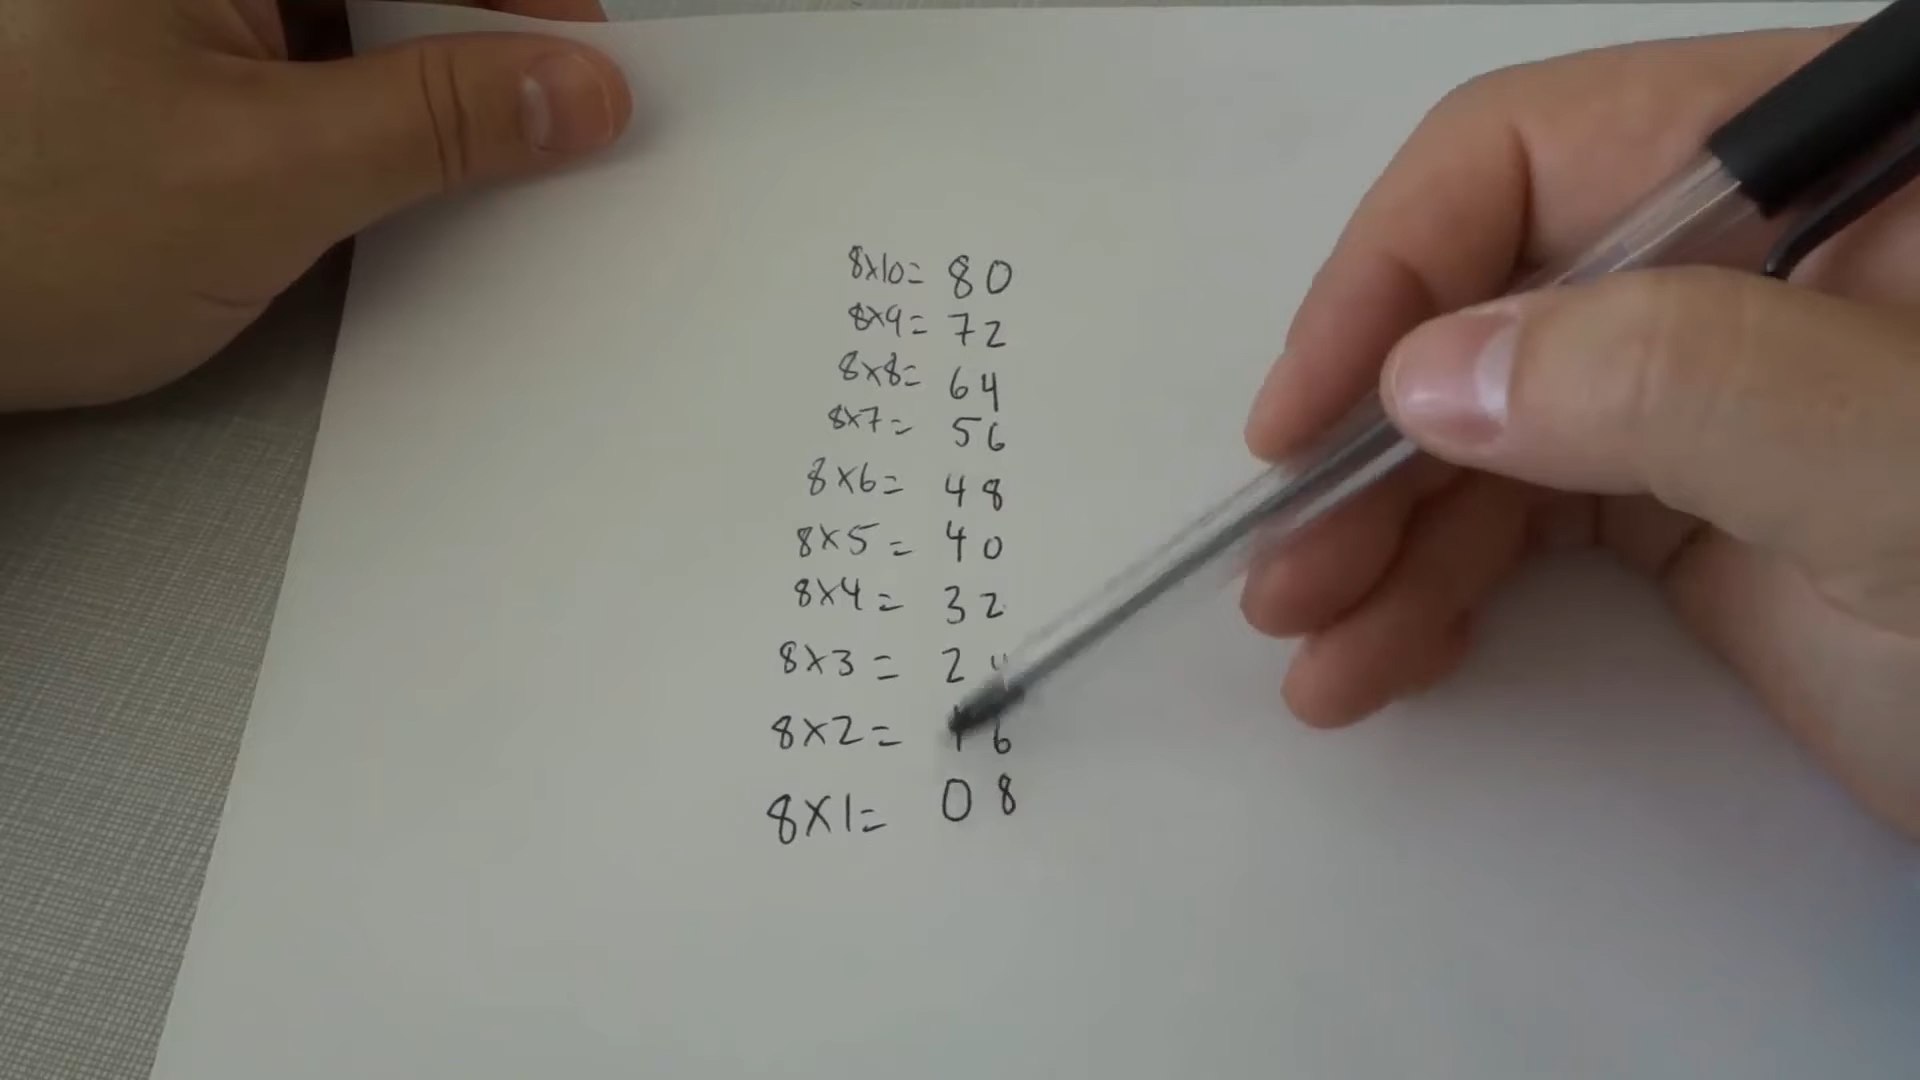 8x10= 80
8x9= 72
8x8= 64
8x7= 56
8x6= 48
8x5= 40
8x4= 32
8x3= 2
8x2= 16
8x1= 08